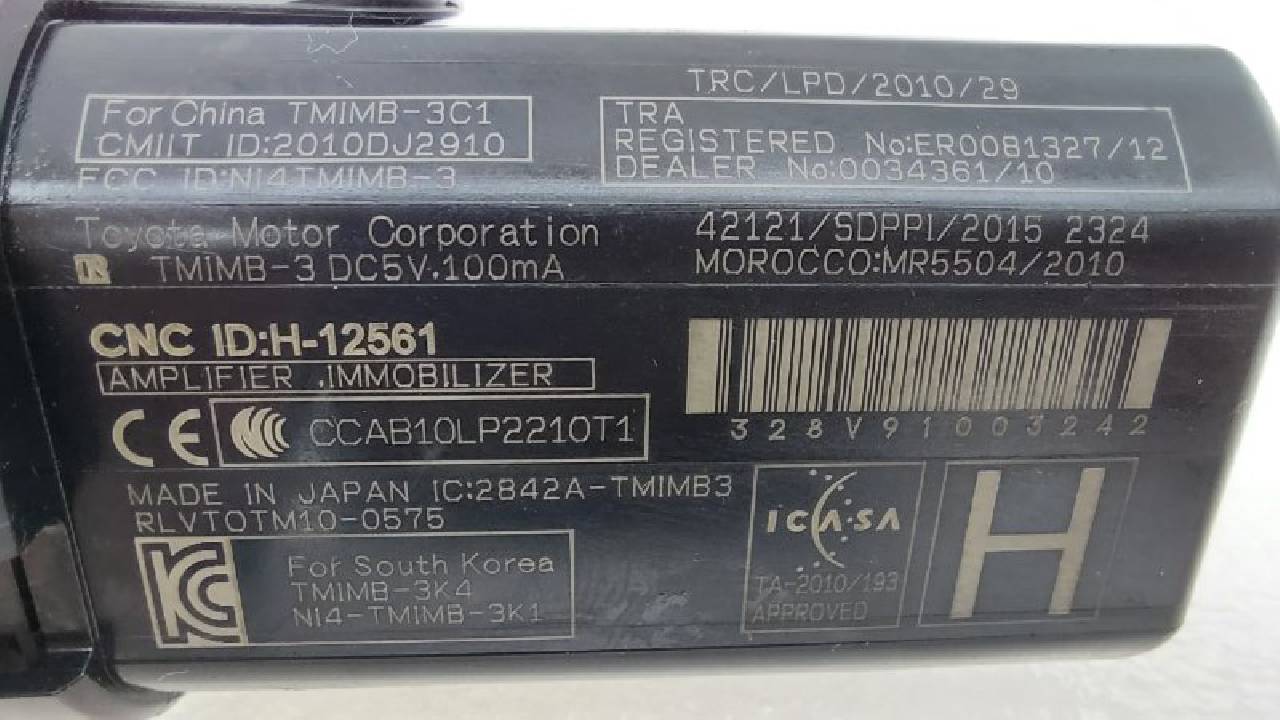 TRC/LPD/2010/29
For China TMIMB-3C1
CMIIT ID:2010DJ2910
FCC ID:NI4TMIMB-3
TRA
REGISTERED No:ER0081327/12
DEALER No:0034361/10
Toyota Motor Corporation
TMIMB-3 DC5V.100mA
42121/SDPPI/2015 2324
MOROCCO:MR5504/2010
CNC ID:H-12561
AMPLIFIER .IMMOBILIZER
CE
CCAB10LP2210T1
328V91003242
MADE IN JAPAN IC:2842A-TMIMB3
RLVTOTM10-0575
KC
For South Korea
TMIMB-3K4
NI4-TMIMB-3K1
ICASA
TA-2010/193
APPROVED
H